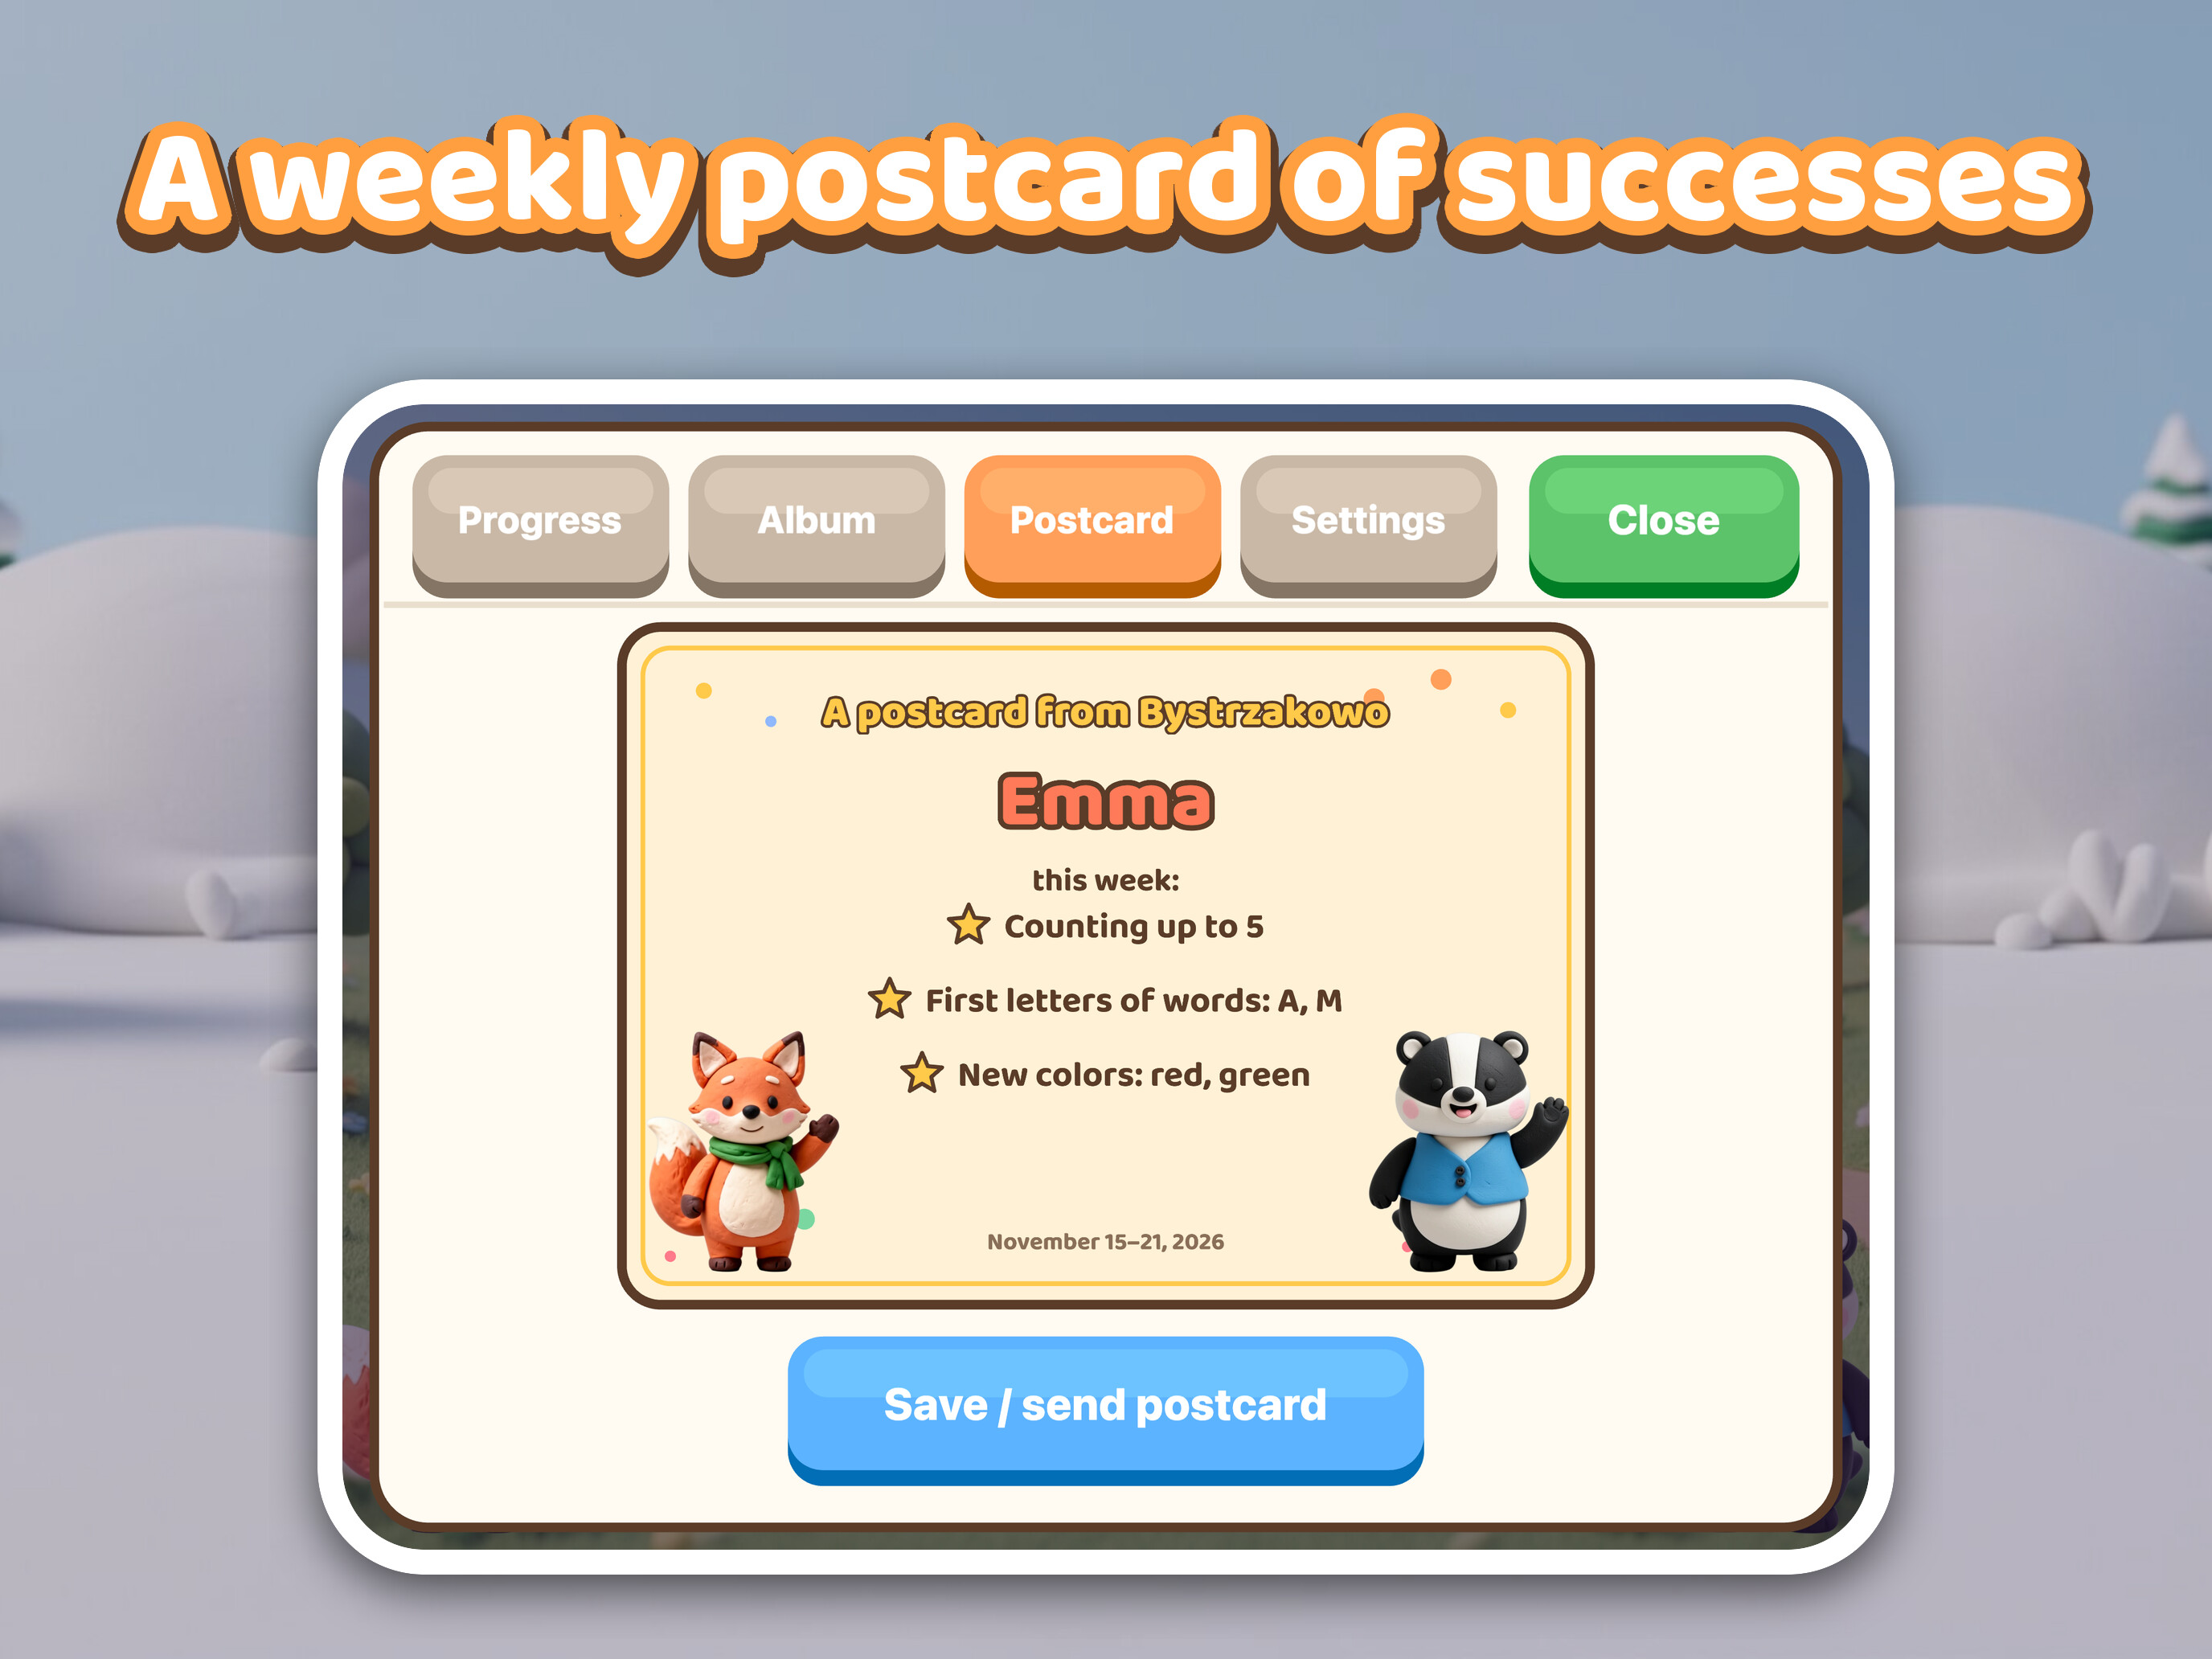 A weekly postcard of successes
Progress
Album
Postcard
Settings
Close
A postcard from Bystrzakowo
Emma
this week:
Counting up to 5
First letters of words: A, M
New colors: red, green
November 15–21, 2026
Save / send postcard